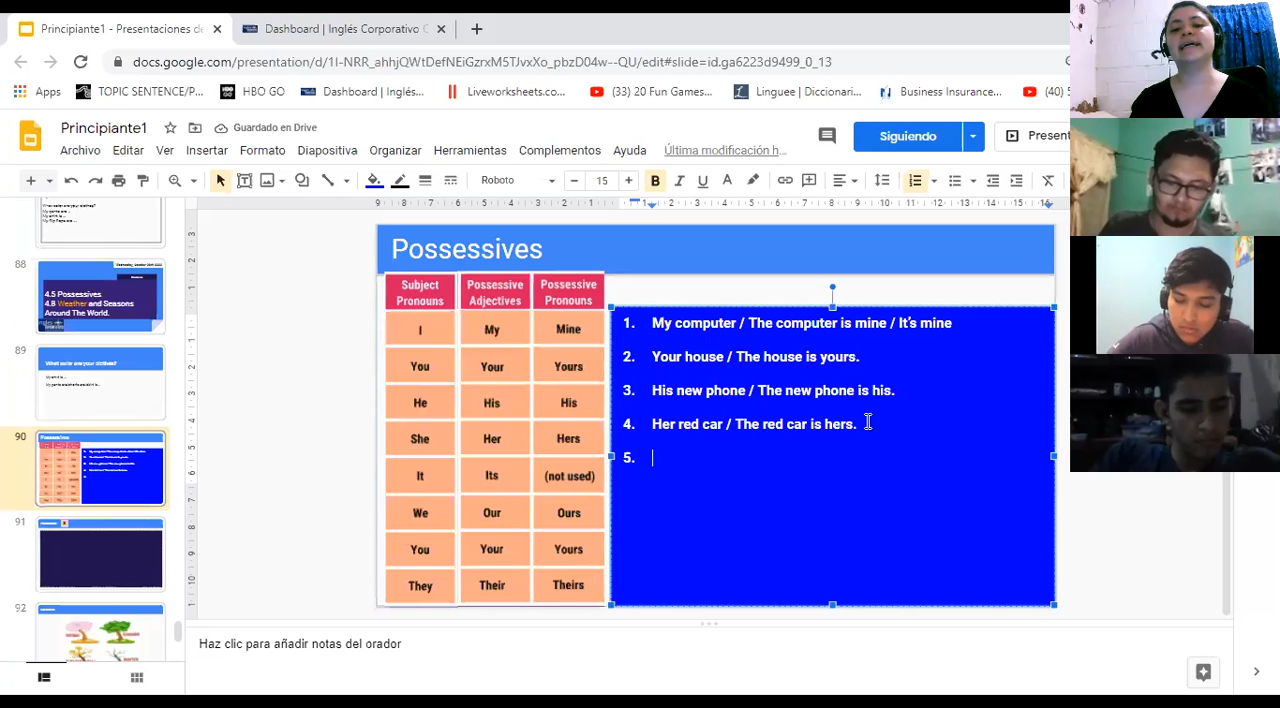 Principiante1 - Presentaciones de
Dashboard | Inglés Corporativo
docs.google.com/presentation/d/1I-NRR_ahhjQWtDefNEiGzrxM5TJvxXo_pbzD04w--QU/edit#slide=id.ga6223d9499_0_13
Apps
TOPIC SENTENCE/P...
HBO GO
Dashboard | Inglés...
Liveworksheets.co...
(33) 20 Fun Games...
Linguee | Diccionari...
Business Insurance...
(40)
Principiante1
Guardado en Drive
Siguiendo
Present
Archivo Editar Ver Insertar Formato Diapositiva Organizar Herramientas Complementos Ayuda Última modificación h...
Roboto
15
88
4.5 Possessives
4.8 Weather and Seasons
Around The World.
89
What color are your clothes?
90
91
92
Possessives
Subject Pronouns Possessive Adjectives Possessive Pronouns
I My Mine
You Your Yours
He His His
She Her Hers
It Its (not used)
We Our Ours
You Your Yours
They Their Theirs
1. My computer / The computer is mine / It's mine
2. Your house / The house is yours.
3. His new phone / The new phone is his.
4. Her red car / The red car is hers.
5.
Haz clic para añadir notas del orador